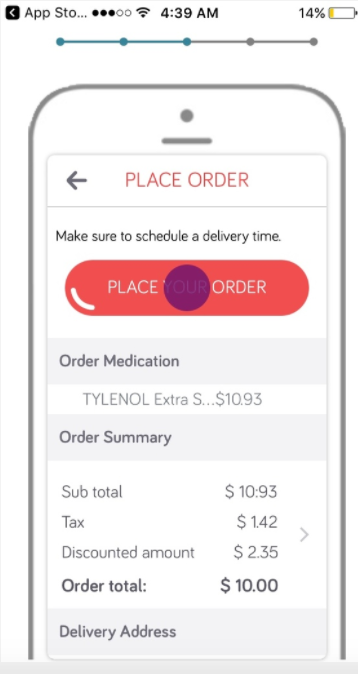 App Sto... 4:39 AM 14%
PLACE ORDER
Make sure to schedule a delivery time.
PLACE YOUR ORDER
Order Medication
TYLENOL Extra S...$10.93
Order Summary
Sub total $ 10:93
Tax $ 1.42
Discounted amount $ 2.35
Order total: $ 10.00
Delivery Address